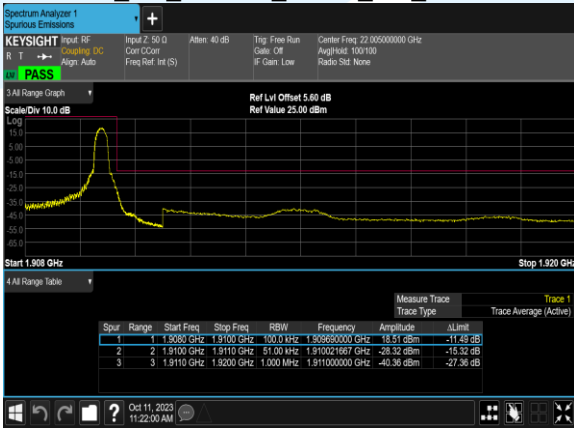 Spectrum Analyzer 1
Spurious Emissions
+
KEYSIGHT Input: RF Input Z: 50 Ω Atten: 40 dB Trig: Free Run Center Freq: 22.005000000 GHz
R T Coupling: DC Corr CCorr Gate: Off Avg|Hold: 100/100
Align: Auto Freq Ref: Int (S) IF Gain: Low Radio Std: None
PASS
3 All Range Graph
Ref Lvl Offset 5.60 dB
Scale/Div 10.0 dB Ref Value 25.00 dBm
Log
15.0
5.00
-5.00
-15.0
-25.0
-35.0
-45.0
-55.0
-65.0
Start 1.908 GHz Stop 1.920 GHz
4 All Range Table
Measure Trace Trace 1
Trace Type Trace Average (Active)
Spur Range Start Freq Stop Freq RBW Frequency Amplitude ΔLimit
1 1 1.9080 GHz 1.9100 GHz 100.0 kHz 1.909690000 GHz 18.51 dBm -11.49 dB
2 2 1.9100 GHz 1.9110 GHz 51.00 kHz 1.910021667 GHz -28.32 dBm -15.32 dB
3 3 1.9110 GHz 1.9200 GHz 1.000 MHz 1.911000000 GHz -40.36 dBm -27.36 dB
? Oct 11, 2023
11:22:00 AM